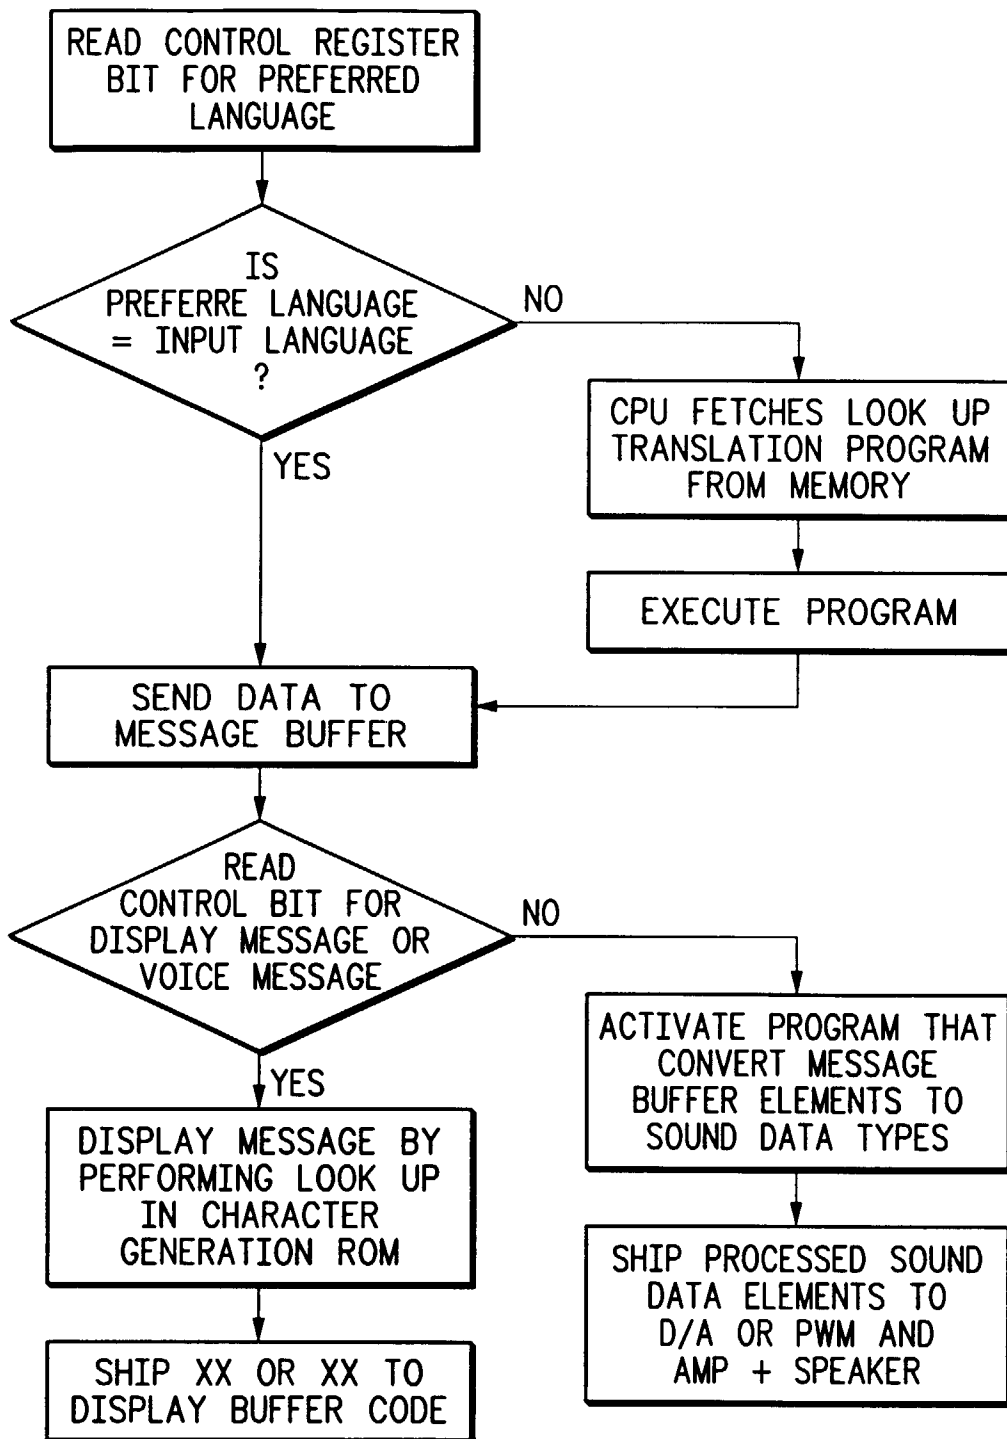 READ CONTROL REGISTER
BIT FOR PREFERRED
LANGUAGE
IS
PREFERRE LANGUAGE
= INPUT LANGUAGE
?
NO
YES
CPU FETCHES LOOK UP
TRANSLATION PROGRAM
FROM MEMORY
EXECUTE PROGRAM
SEND DATA TO
MESSAGE BUFFER
READ
CONTROL BIT FOR
DISPLAY MESSAGE OR
VOICE MESSAGE
NO
YES
ACTIVATE PROGRAM THAT
CONVERT MESSAGE
BUFFER ELEMENTS TO
SOUND DATA TYPES
DISPLAY MESSAGE BY
PERFORMING LOOK UP
IN CHARACTER
GENERATION ROM
SHIP PROCESSED SOUND
DATA ELEMENTS TO
D/A OR PWM AND
AMP + SPEAKER
SHIP XX OR XX TO
DISPLAY BUFFER CODE